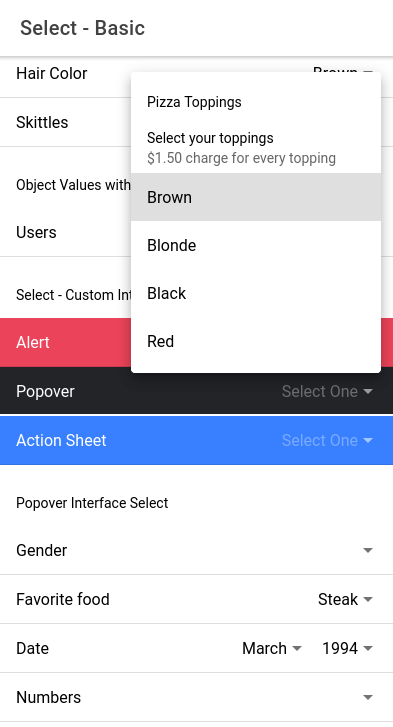 Select - Basic
Hair Color
Brown
Pizza Toppings
Skittles
Select your toppings
$1.50 charge for every topping
Object Values with
Brown
Users
Blonde
Select - Custom Int
Black
Alert
Red
Popover Select One
Action Sheet Select One
Popover Interface Select
Gender
Favorite food Steak
Date March 1994
Numbers